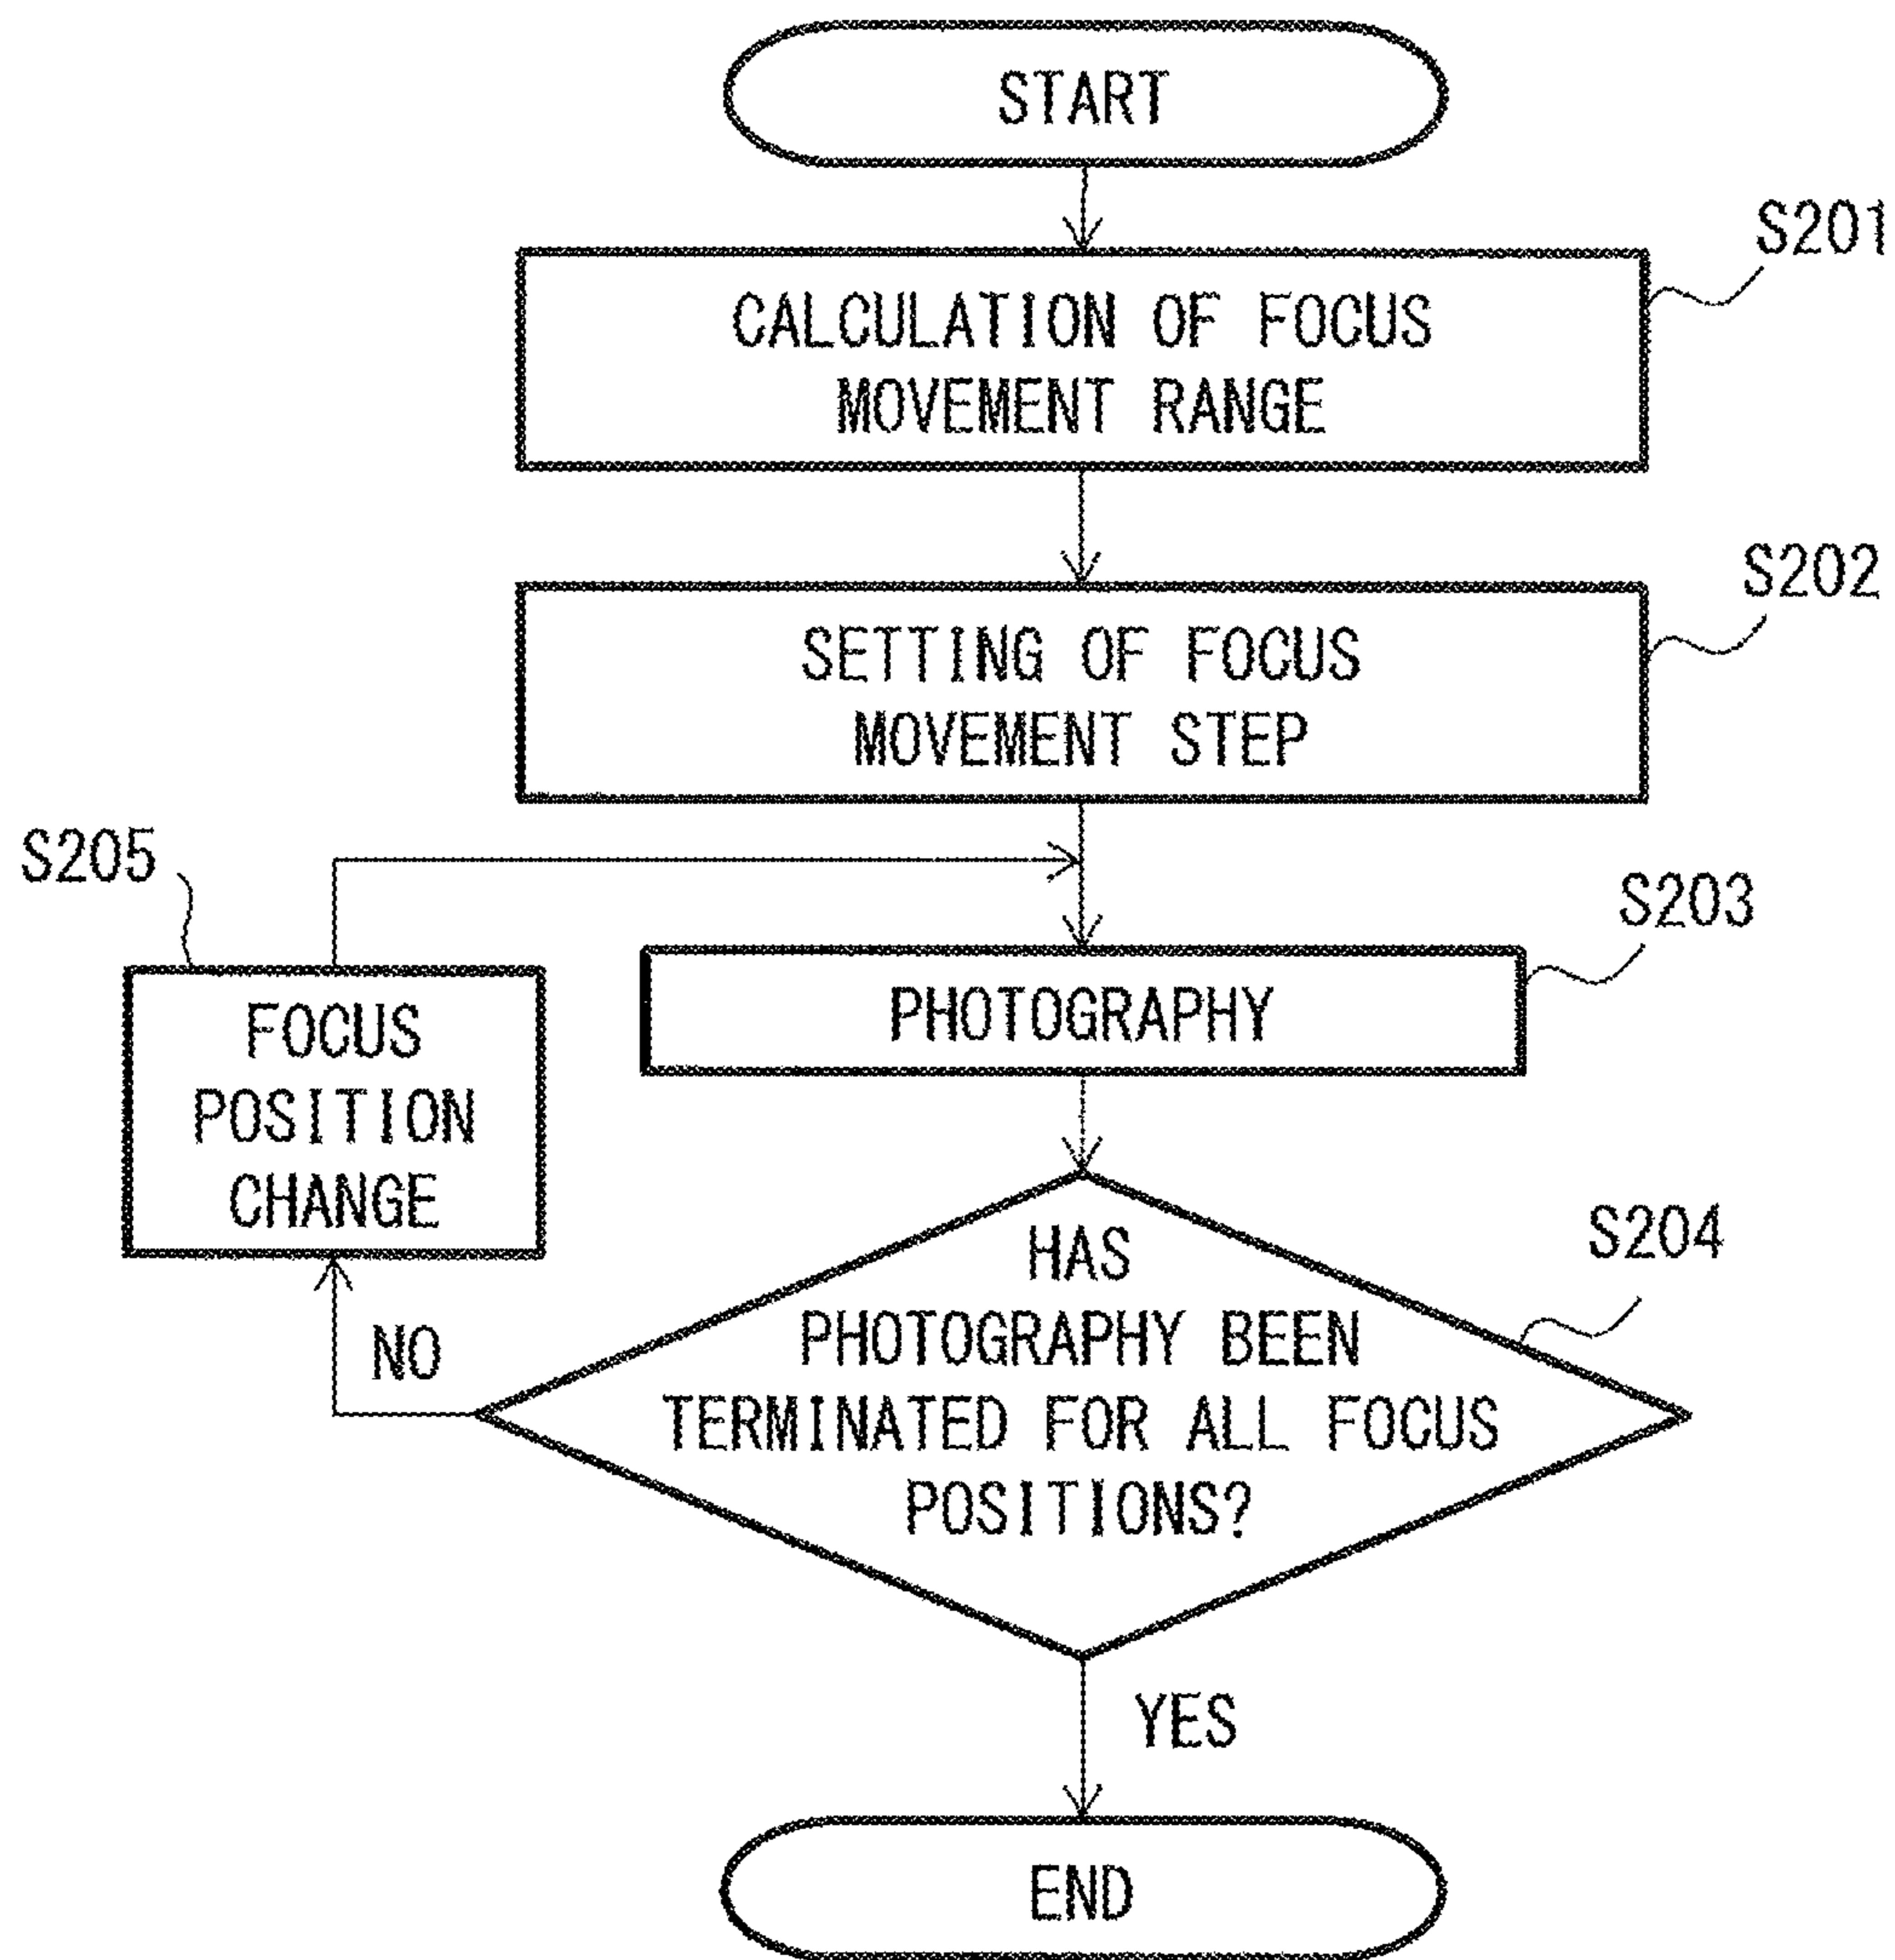 START
S201
CALCULATION OF FOCUS
MOVEMENT RANGE
S202
SETTING OF FOCUS
MOVEMENT STEP
S205
S203
FOCUS
POSITION
CHANGE
PHOTOGRAPHY
S204
HAS
PHOTOGRAPHY BEEN
TERMINATED FOR ALL FOCUS
POSITIONS?
NO
YES
END